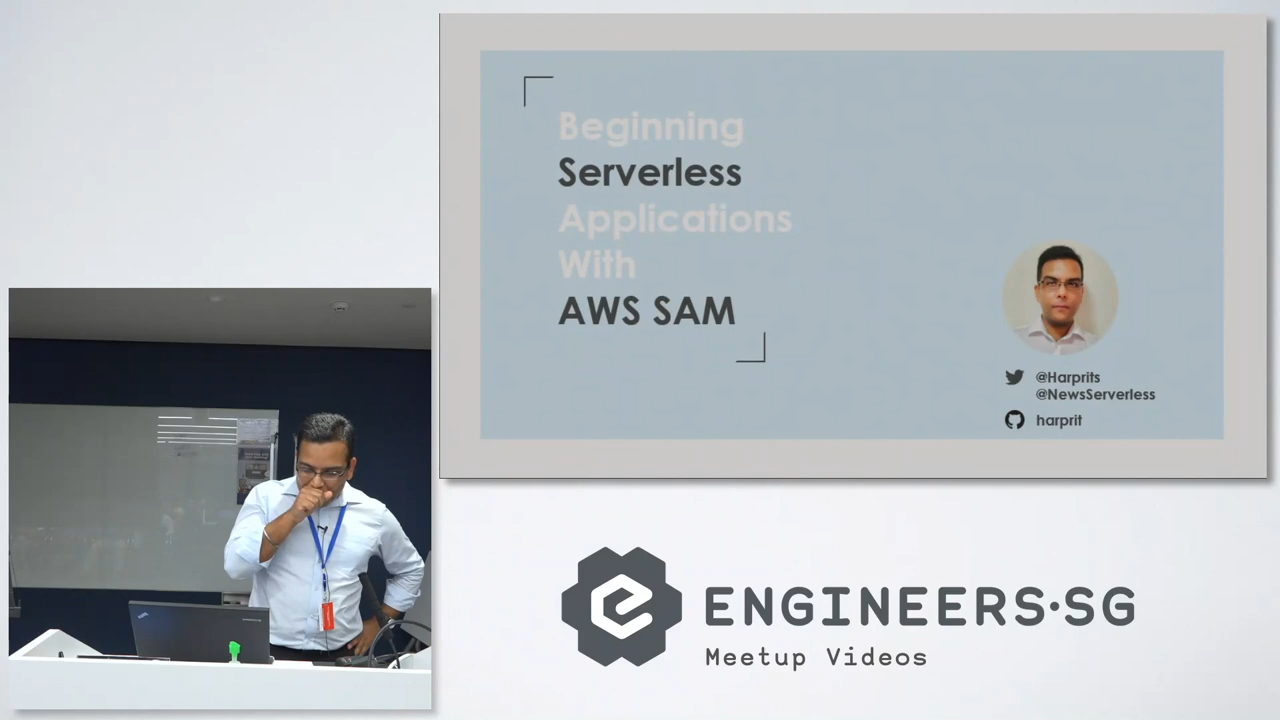 Beginning
Serverless
Applications
With
AWS SAM
@Harprits
@NewsServerless
harprit
ENGINEERS·SG
Meetup Videos